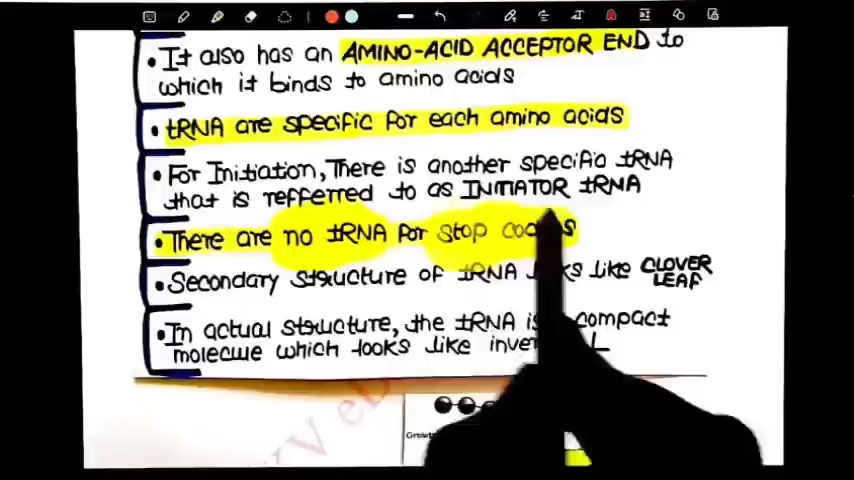 • It also has an AMINO-ACID ACCEPTOR END to
which it binds to amino acids
• tRNA are specific for each amino acids
• For Initiation, There is another specific tRNA
that is refferred to as INITIATOR tRNA
• There are no tRNA for stop
• Secondary structure of tRNA like CLOVER
LEAF
• In actual structure, the tRNA is compact
molecule which looks like